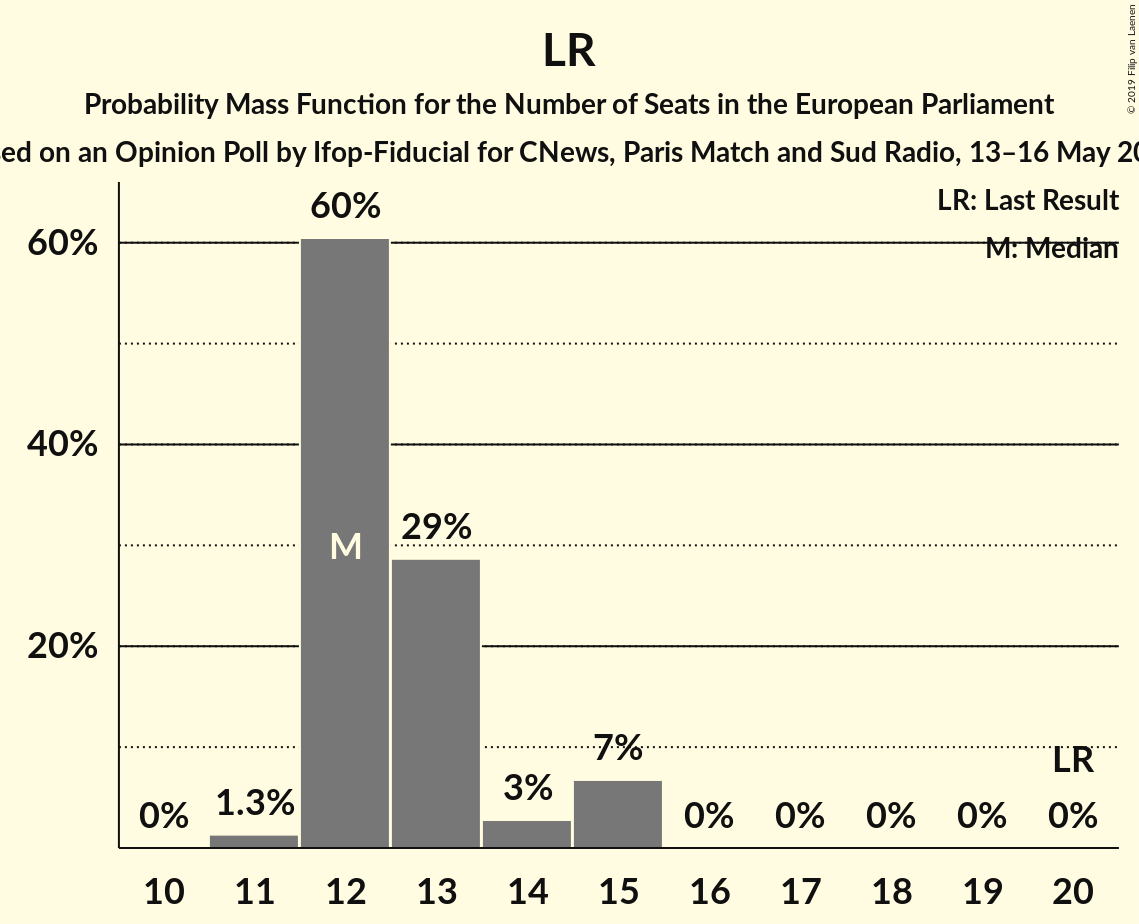 LR
Probability Mass Function for the Number of Seats in the European Parliament
on an Opinion Poll by Ifop-Fiducial for CNews, Paris Match and Sud Radio, 13–16 May
© 2019 Filip van Laenen
LR: Last Result
M: Median
60%
40%
20%
0%
1.3%
60%
M
29%
3%
7%
0%
0%
0%
0%
LR
0%
10 11 12 13 14 15 16 17 18 19 20